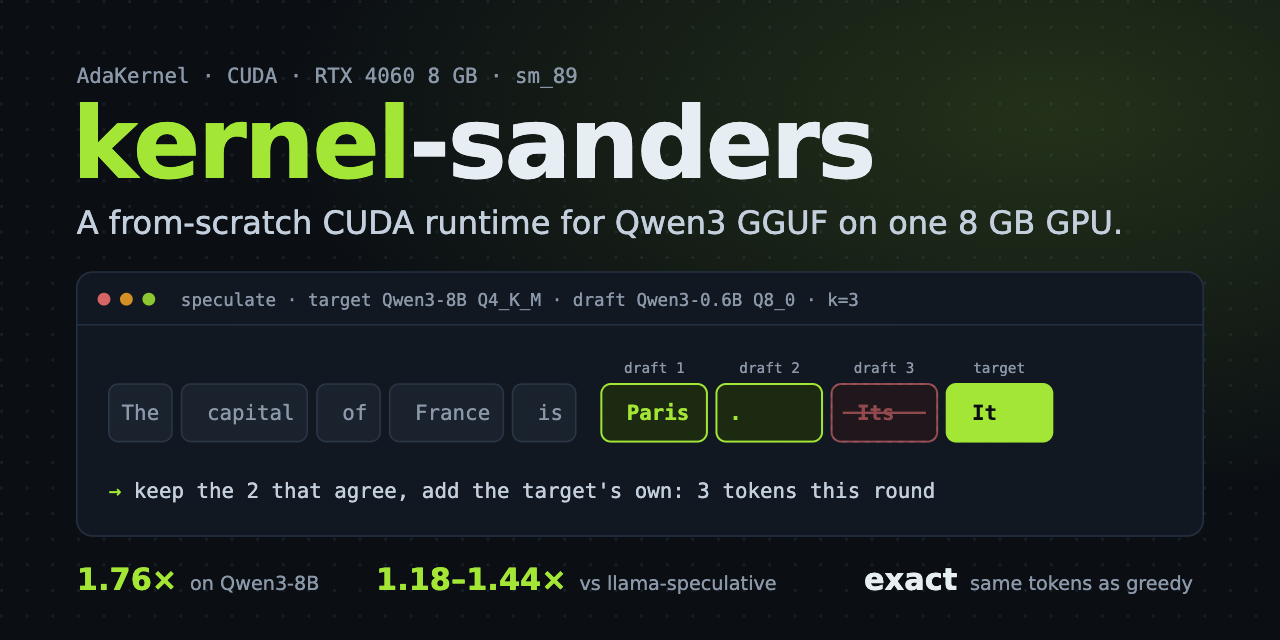 AdaKernel · CUDA · RTX 4060 8 GB · sm_89
kernel-sanders
A from-scratch CUDA runtime for Qwen3 GGUF on one 8 GB GPU.
speculate · target Qwen3-8B Q4_K_M · draft Qwen3-0.6B Q8_0 · k=3
draft 1 draft 2 draft 3 target
The capital of France is Paris . Its It
→ keep the 2 that agree, add the target's own: 3 tokens this round
1.76× on Qwen3-8B 1.18–1.44× vs llama-speculative exact same tokens as greedy